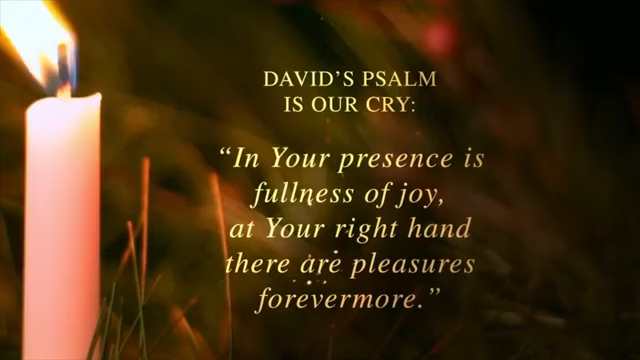 DAVID’S PSALM
IS OUR CRY:
“In Your presence is
fullness of joy,
at Your right hand
there are pleasures
forevermore.”